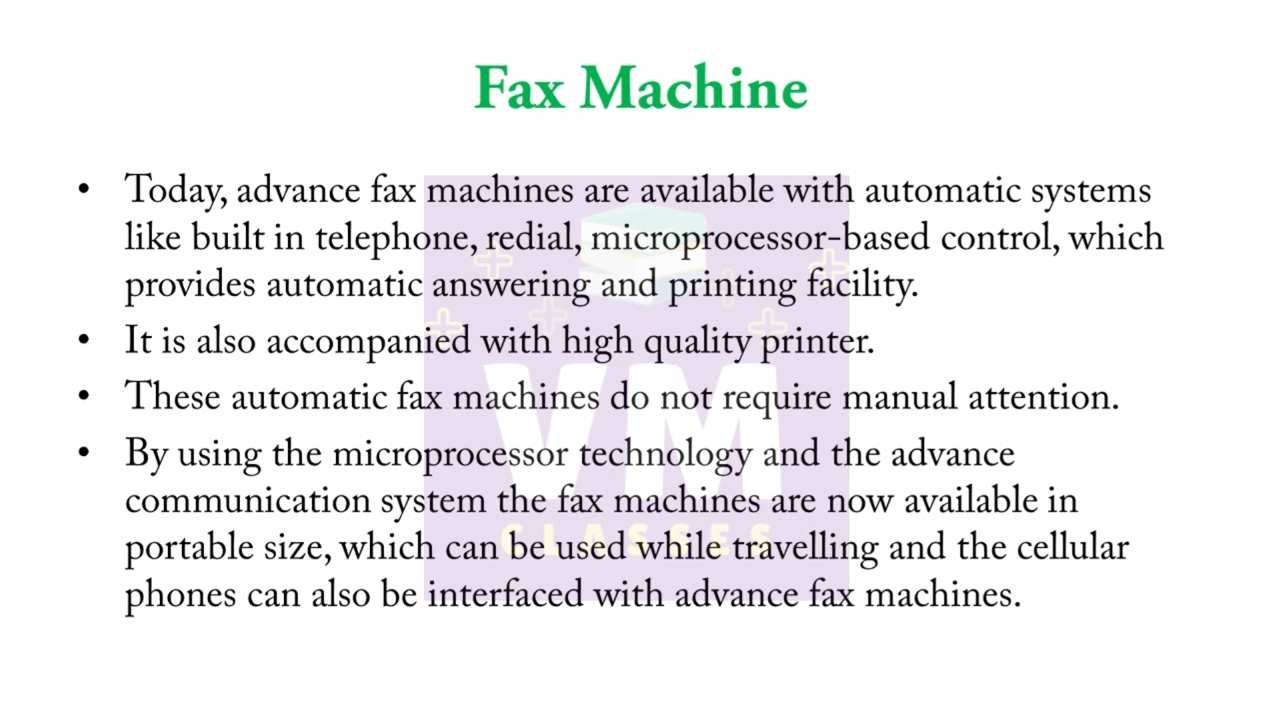 Fax Machine
• Today, advance fax machines are available with automatic systems
like built in telephone, redial, microprocessor-based control, which
provides automatic answering and printing facility.
• It is also accompanied with high quality printer.
• These automatic fax machines do not require manual attention.
• By using the microprocessor technology and the advance
communication system the fax machines are now available in
portable size, which can be used while travelling and the cellular
phones can also be interfaced with advance fax machines.
VM
CLASSES